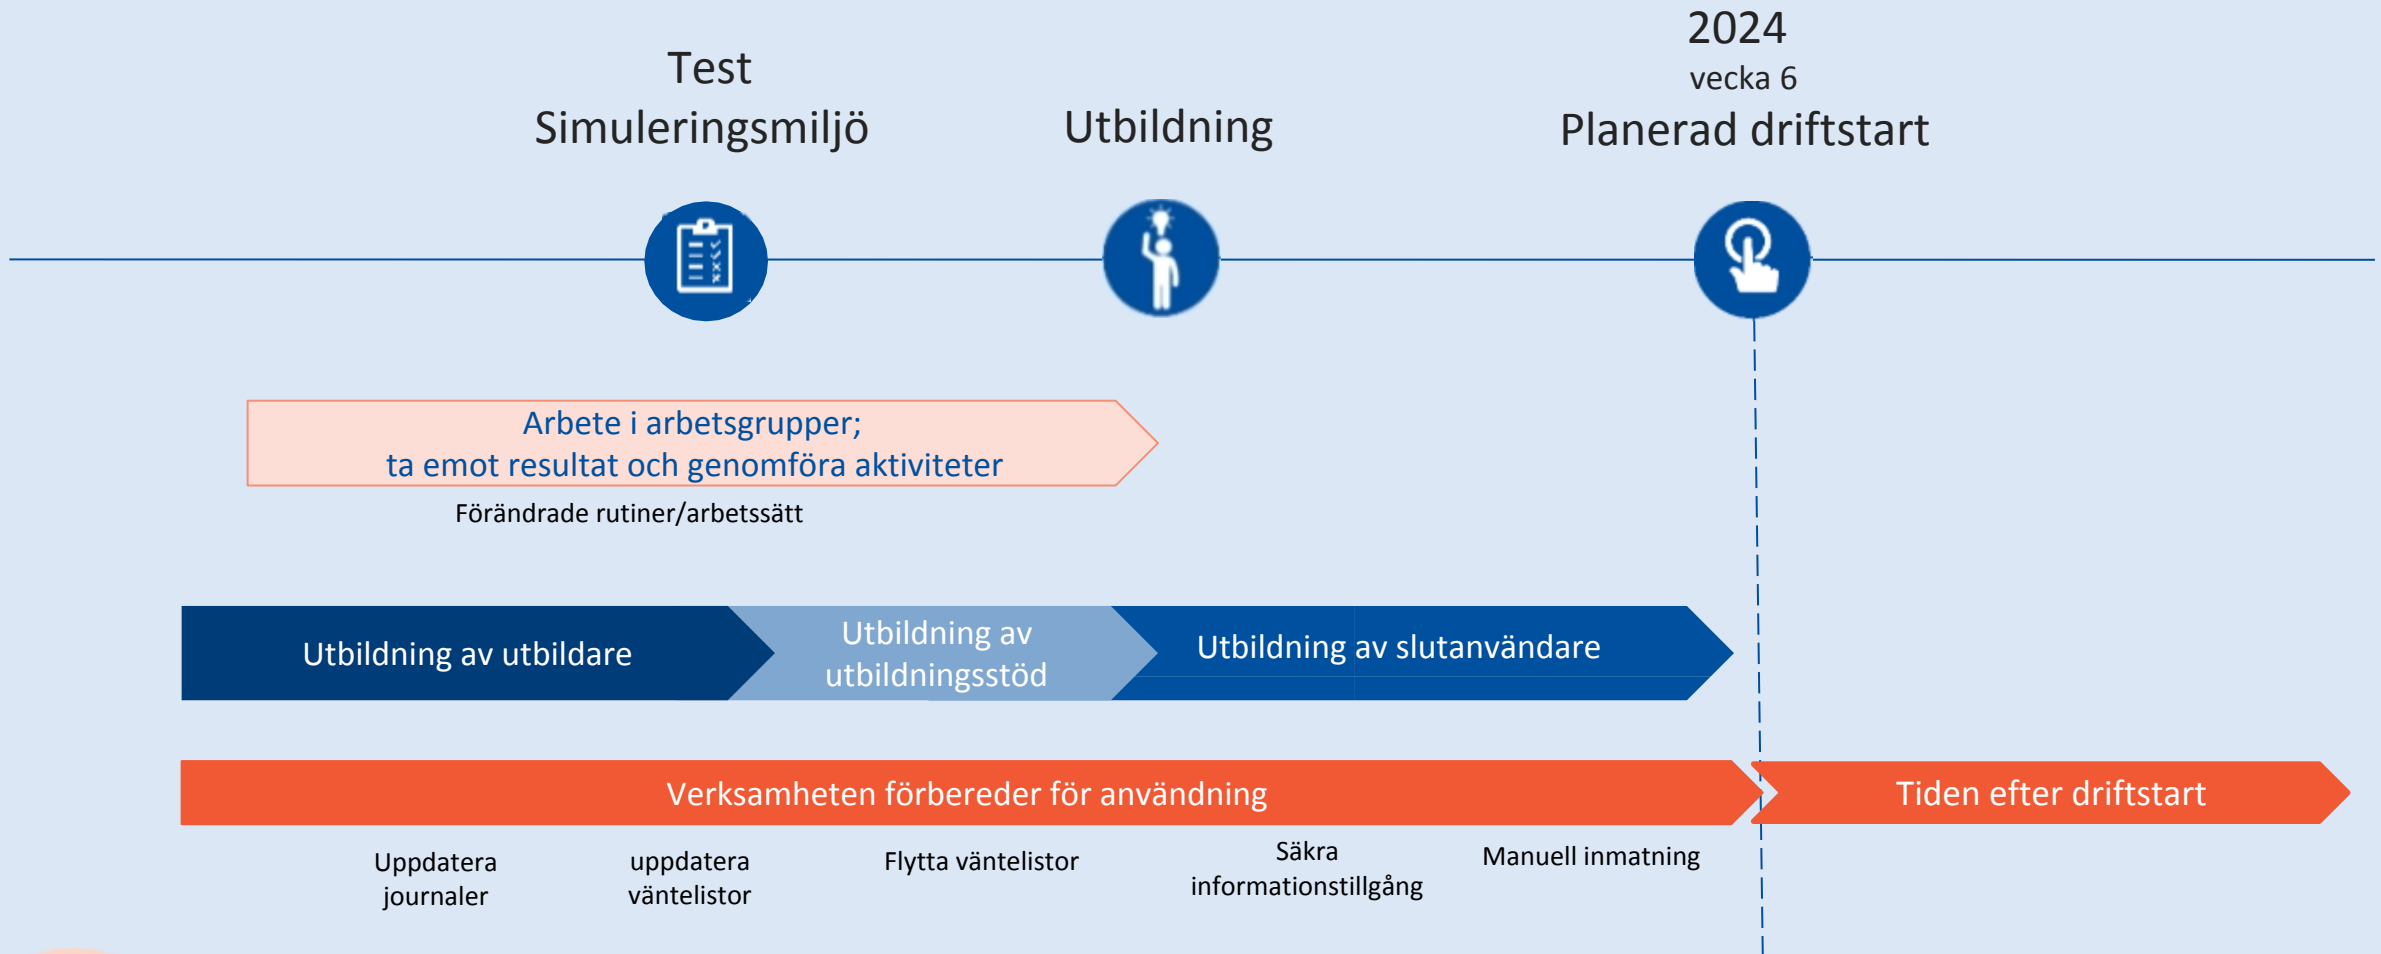 Test
Simuleringsmiljö
Utbildning
2024
vecka 6
Planerad driftstart
Arbete i arbetsgrupper;
ta emot resultat och genomföra aktiviteter
Förändrade rutiner/arbetssätt
Utbildning av utbildare
Utbildning av
utbildningsstöd
Utbildning av slutanvändare
Verksamheten förbereder för användning
Tiden efter driftstart
Uppdatera
journaler
uppdatera
väntelistor
Flytta väntelistor
Säkra
informationstillgång
Manuell inmatning